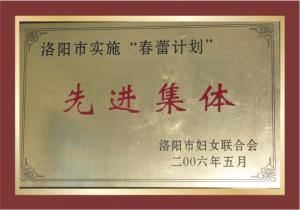 洛阳市实施“春蕾计划”
先进集体
洛阳市妇女联合会
二00六年五月